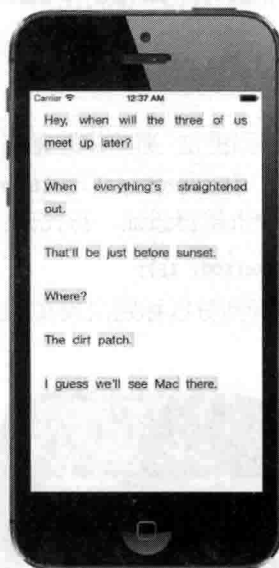 Carrier 12:37 AM
Hey, when will the three of us
meet up later?
When everything's straightened
out.
That'll be just before sunset.
Where?
The dirt patch.
I guess we'll see Mac there.